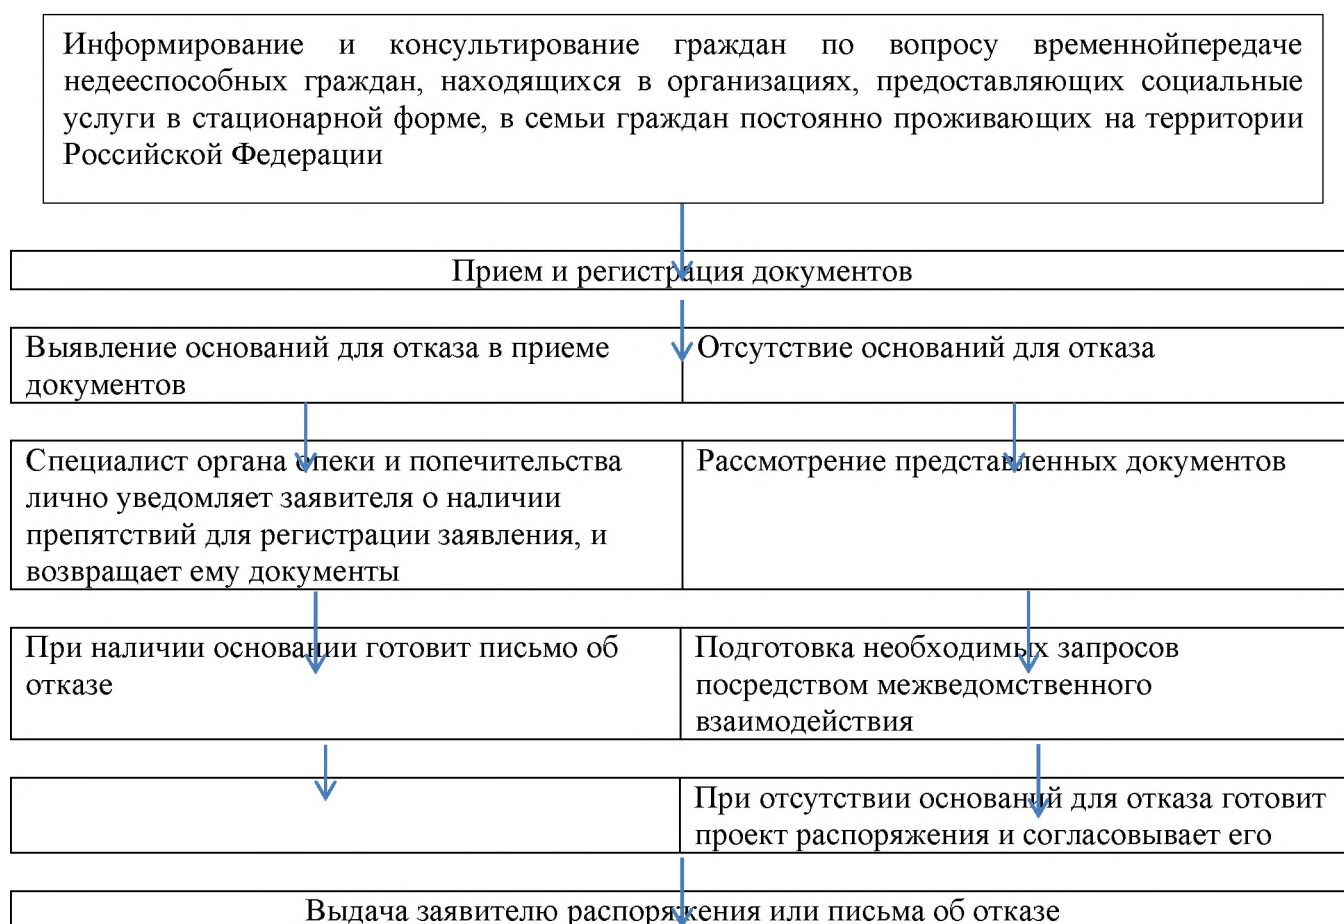 Информирование и консультирование граждан по вопросу временнойпередаче
недееспособных граждан, находящихся в организациях, предоставляющих социальные
услуги в стационарной форме, в семьи граждан постоянно проживающих на территории
Российской Федерации
Прием и регистрация документов
Выявление оснований для отказа в приеме
документов
Отсутствие оснований для отказа
Специалист органа опеки и попечительства
лично уведомляет заявителя о наличии
препятствий для регистрации заявления, и
возвращает ему документы
Рассмотрение представленных документов
При наличии основании готовит письмо об
отказе
Подготовка необходимых запросов
посредством межведомственного
взаимодействия
При отсутствии оснований для отказа готовит
проект распоряжения и согласовывает его
Выдача заявителю распоряжения или письма об отказе